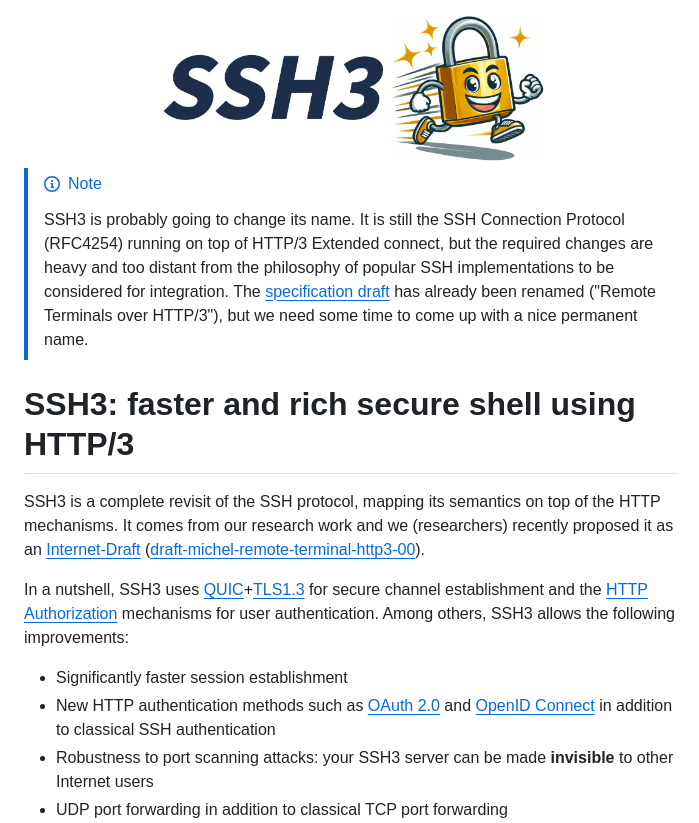 SSH3
Note
SSH3 is probably going to change its name. It is still the SSH Connection Protocol
(RFC4254) running on top of HTTP/3 Extended connect, but the required changes are
heavy and too distant from the philosophy of popular SSH implementations to be
considered for integration. The specification draft has already been renamed ("Remote
Terminals over HTTP/3"), but we need some time to come up with a nice permanent
name.
SSH3: faster and rich secure shell using
HTTP/3
SSH3 is a complete revisit of the SSH protocol, mapping its semantics on top of the HTTP
mechanisms. It comes from our research work and we (researchers) recently proposed it as
an Internet-Draft (draft-michel-remote-terminal-http3-00).
In a nutshell, SSH3 uses QUIC+TLS1.3 for secure channel establishment and the HTTP
Authorization mechanisms for user authentication. Among others, SSH3 allows the following
improvements:
• Significantly faster session establishment
• New HTTP authentication methods such as OAuth 2.0 and OpenID Connect in addition
to classical SSH authentication
• Robustness to port scanning attacks: your SSH3 server can be made invisible to other
Internet users
• UDP port forwarding in addition to classical TCP port forwarding